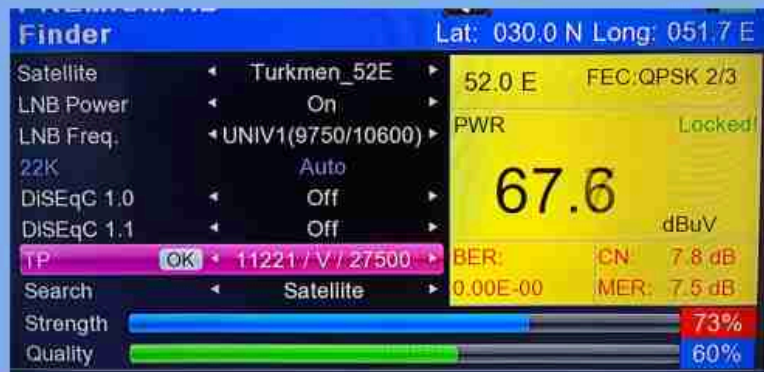 Finder
Lat: 030.0 N Long: 051.7 E
Satellite Turkmen_52E
LNB Power On
LNB Freq. UNIV1(9750/10600)
22K Auto
DiSEqC 1.0 Off
DiSEqC 1.1 Off
TP OK 11221 / V / 27500
Search Satellite
52.0 E FEC:QPSK 2/3
PWR Locked!
67.6
dBuV
BER: CN: 7.8 dB
0.00E-00 MER: 7.5 dB
Strength 73%
Quality 60%